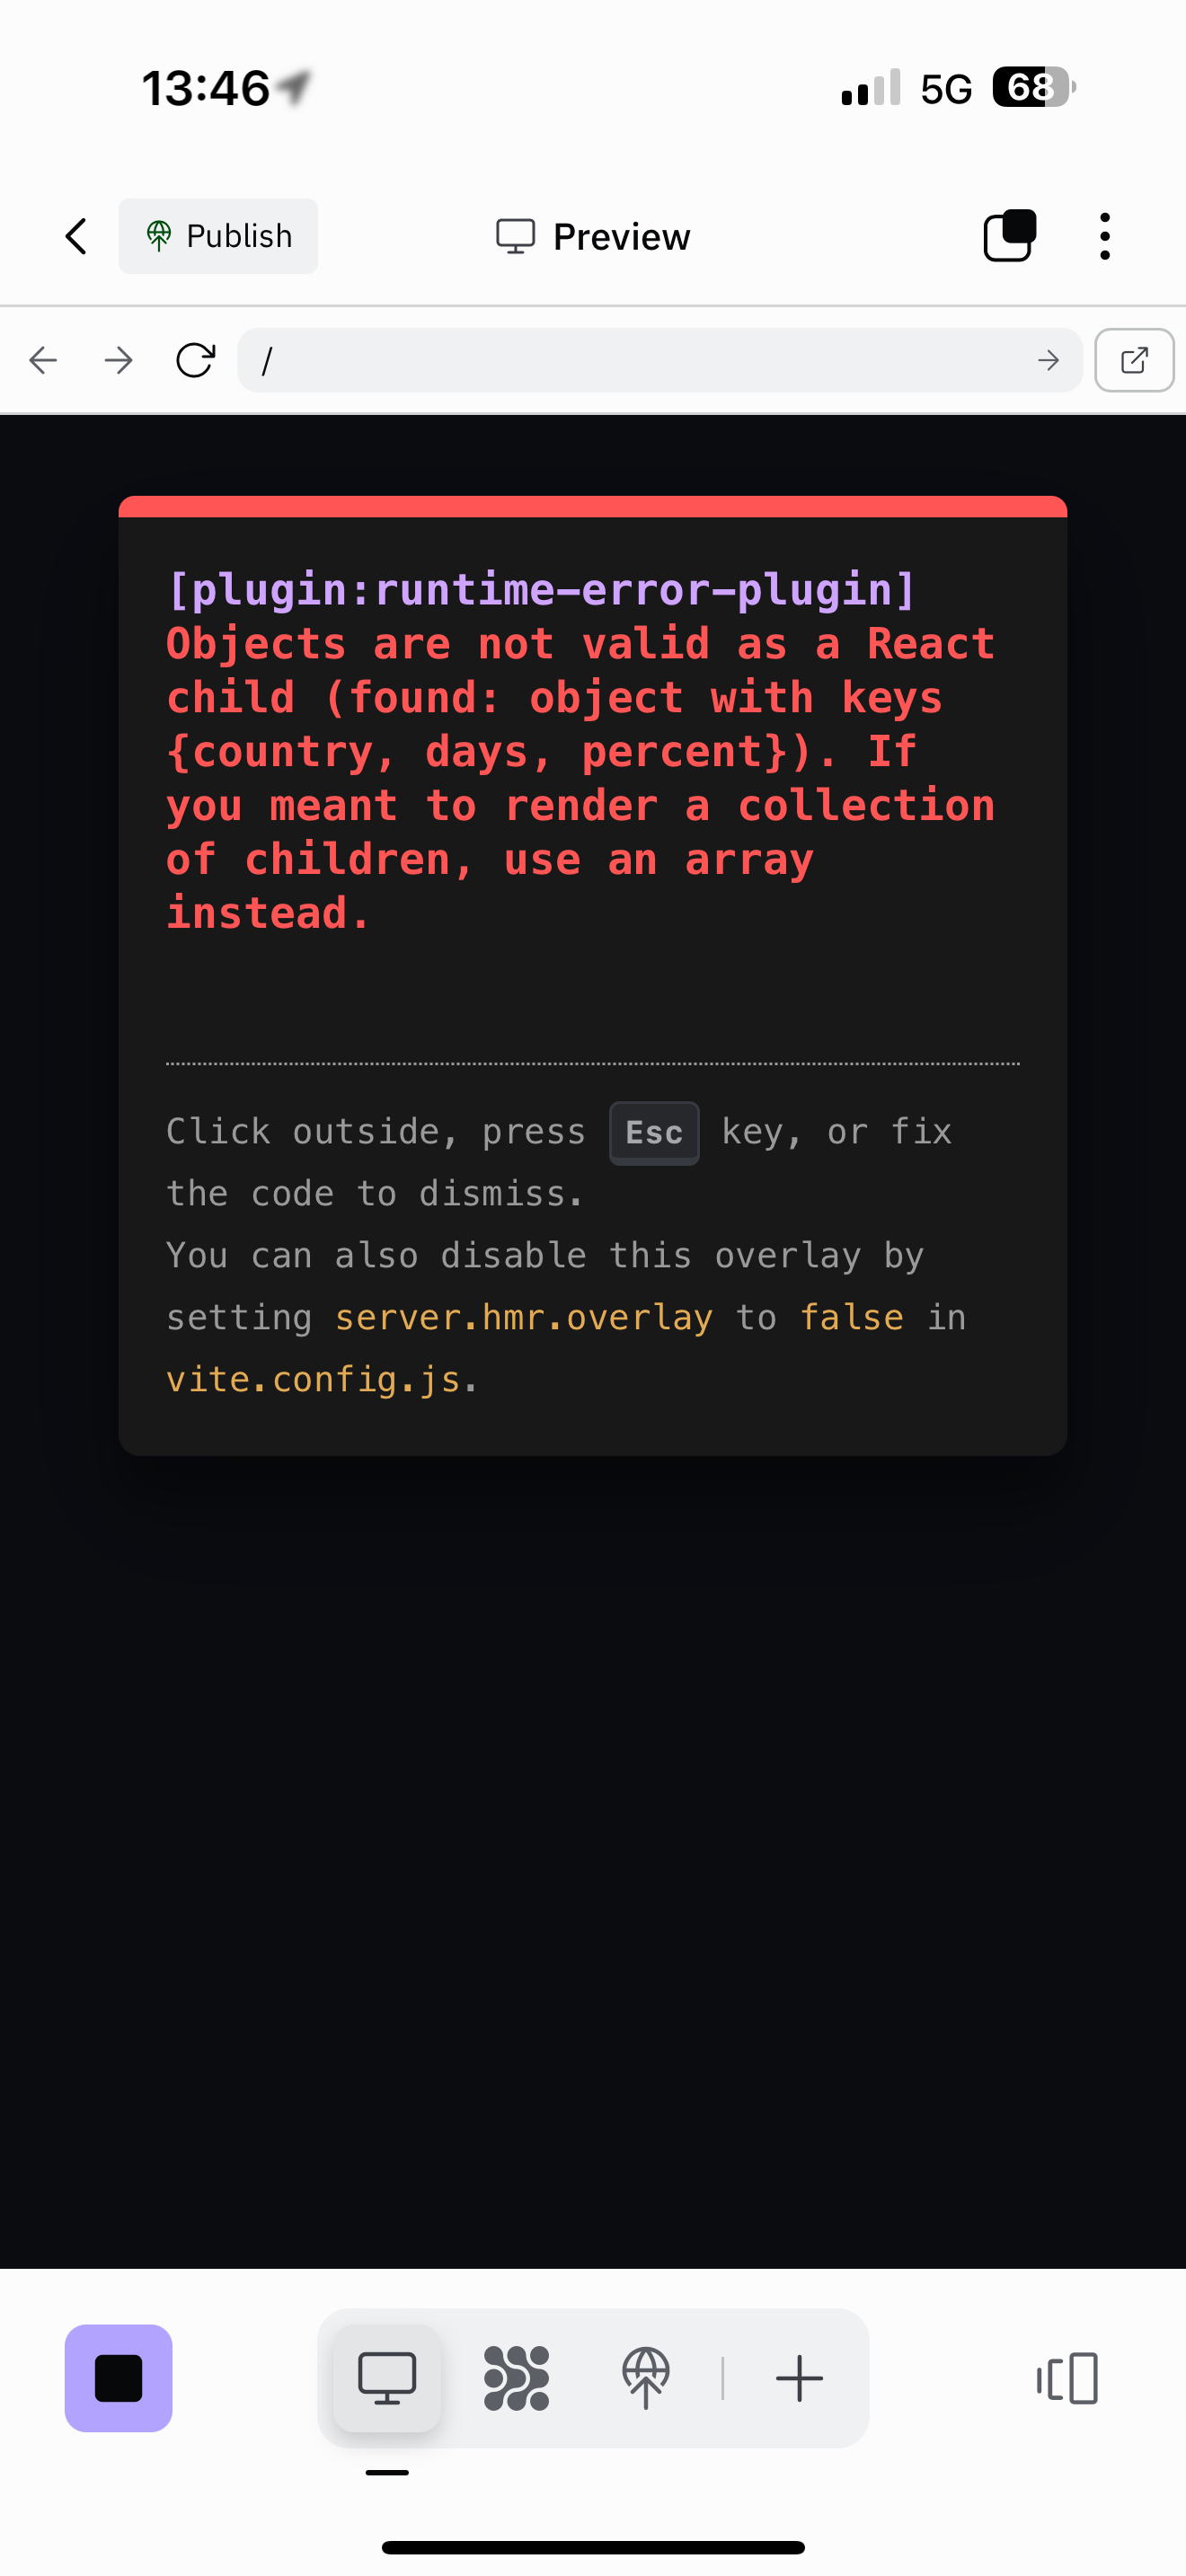 13:46 5G 68
Publish Preview
/
[plugin:runtime-error-plugin]
Objects are not valid as a React
child (found: object with keys
{country, days, percent}). If
you meant to render a collection
of children, use an array
instead.
Click outside, press Esc key, or fix
the code to dismiss.
You can also disable this overlay by
setting server.hmr.overlay to false in
vite.config.js.